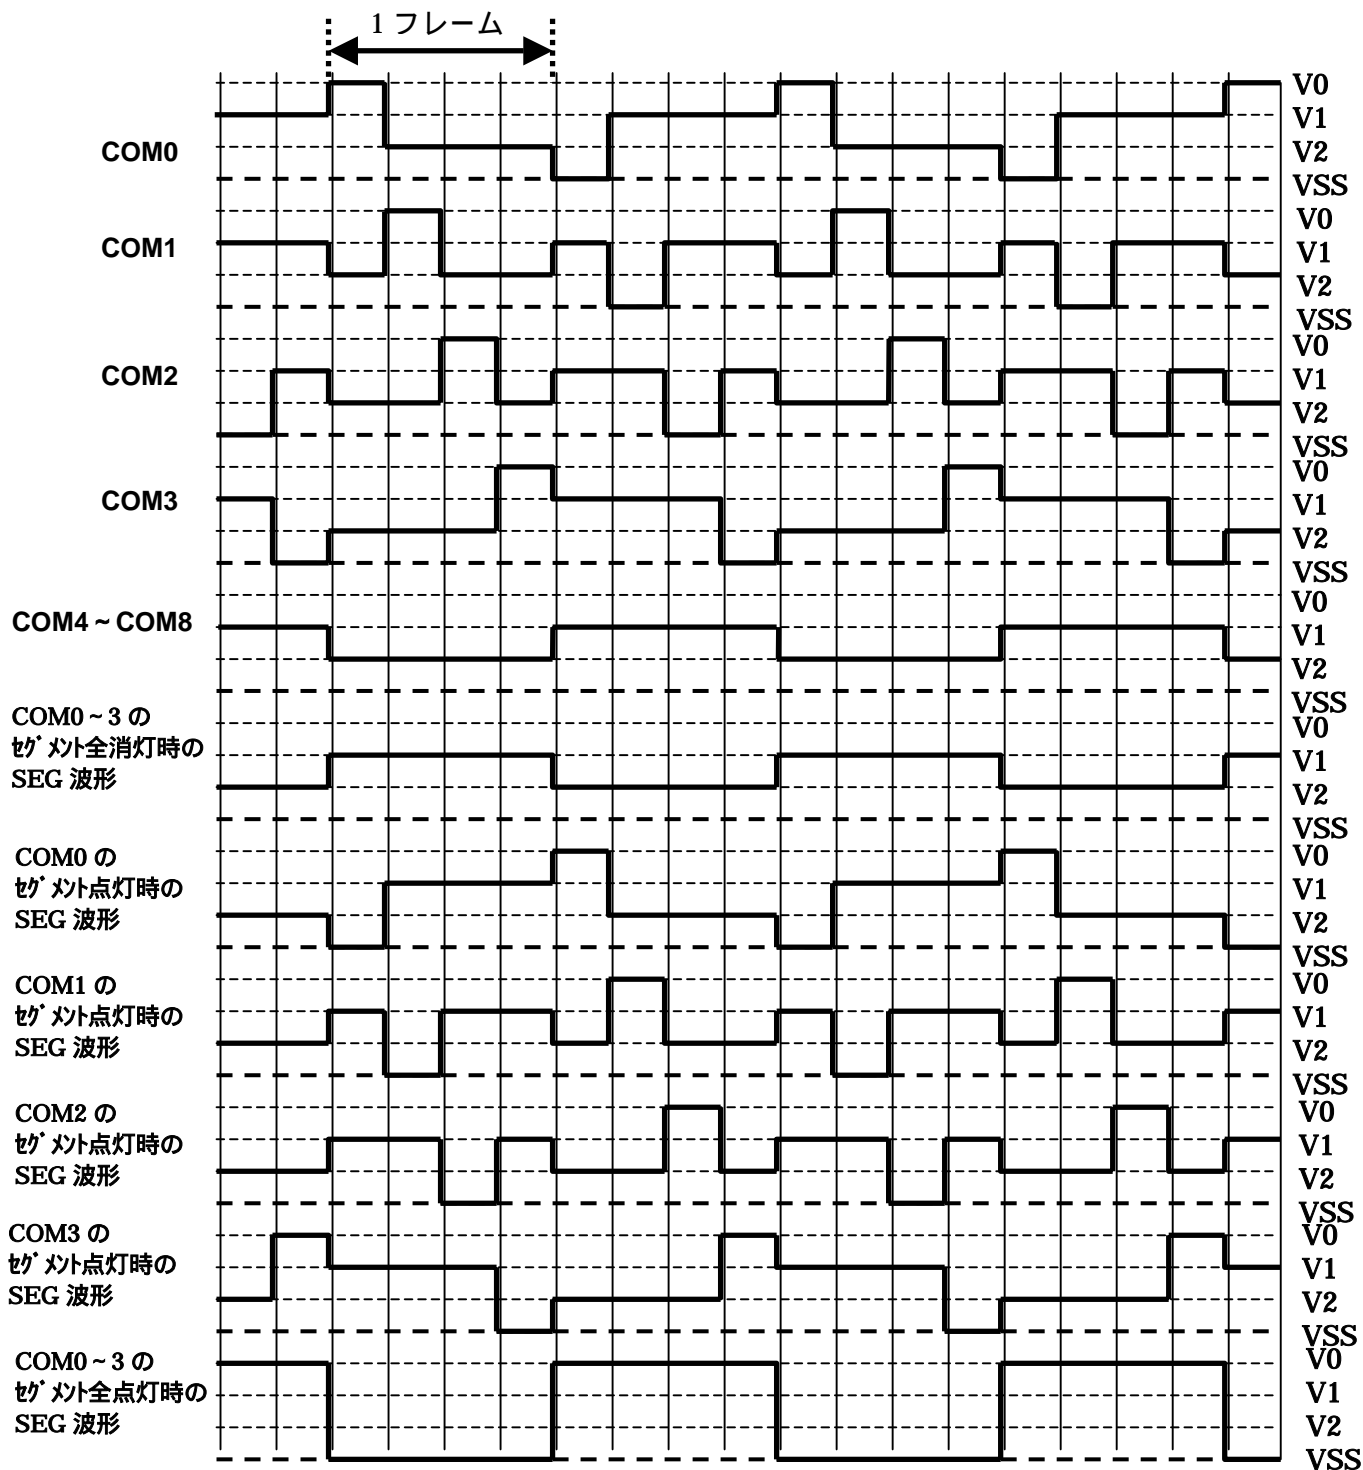 1 フレーム
COM0
V0
V1
V2
VSS
COM1
V0
V1
V2
VSS
COM2
V0
V1
V2
VSS
COM3
V0
V1
V2
VSS
COM4 ~ COM8
V0
V1
V2
VSS
COM0 ~ 3 の
ｾｸﾞﾒﾝﾄ全消灯時の
SEG 波形
V0
V1
V2
VSS
COM0 の
ｾｸﾞﾒﾝﾄ点灯時の
SEG 波形
V0
V1
V2
VSS
COM1 の
ｾｸﾞﾒﾝﾄ点灯時の
SEG 波形
V0
V1
V2
VSS
COM2 の
ｾｸﾞﾒﾝﾄ点灯時の
SEG 波形
V0
V1
V2
VSS
COM3 の
ｾｸﾞﾒﾝﾄ点灯時の
SEG 波形
V0
V1
V2
VSS
COM0 ~ 3 の
ｾｸﾞﾒﾝﾄ全点灯時の
SEG 波形
V0
V1
V2
VSS